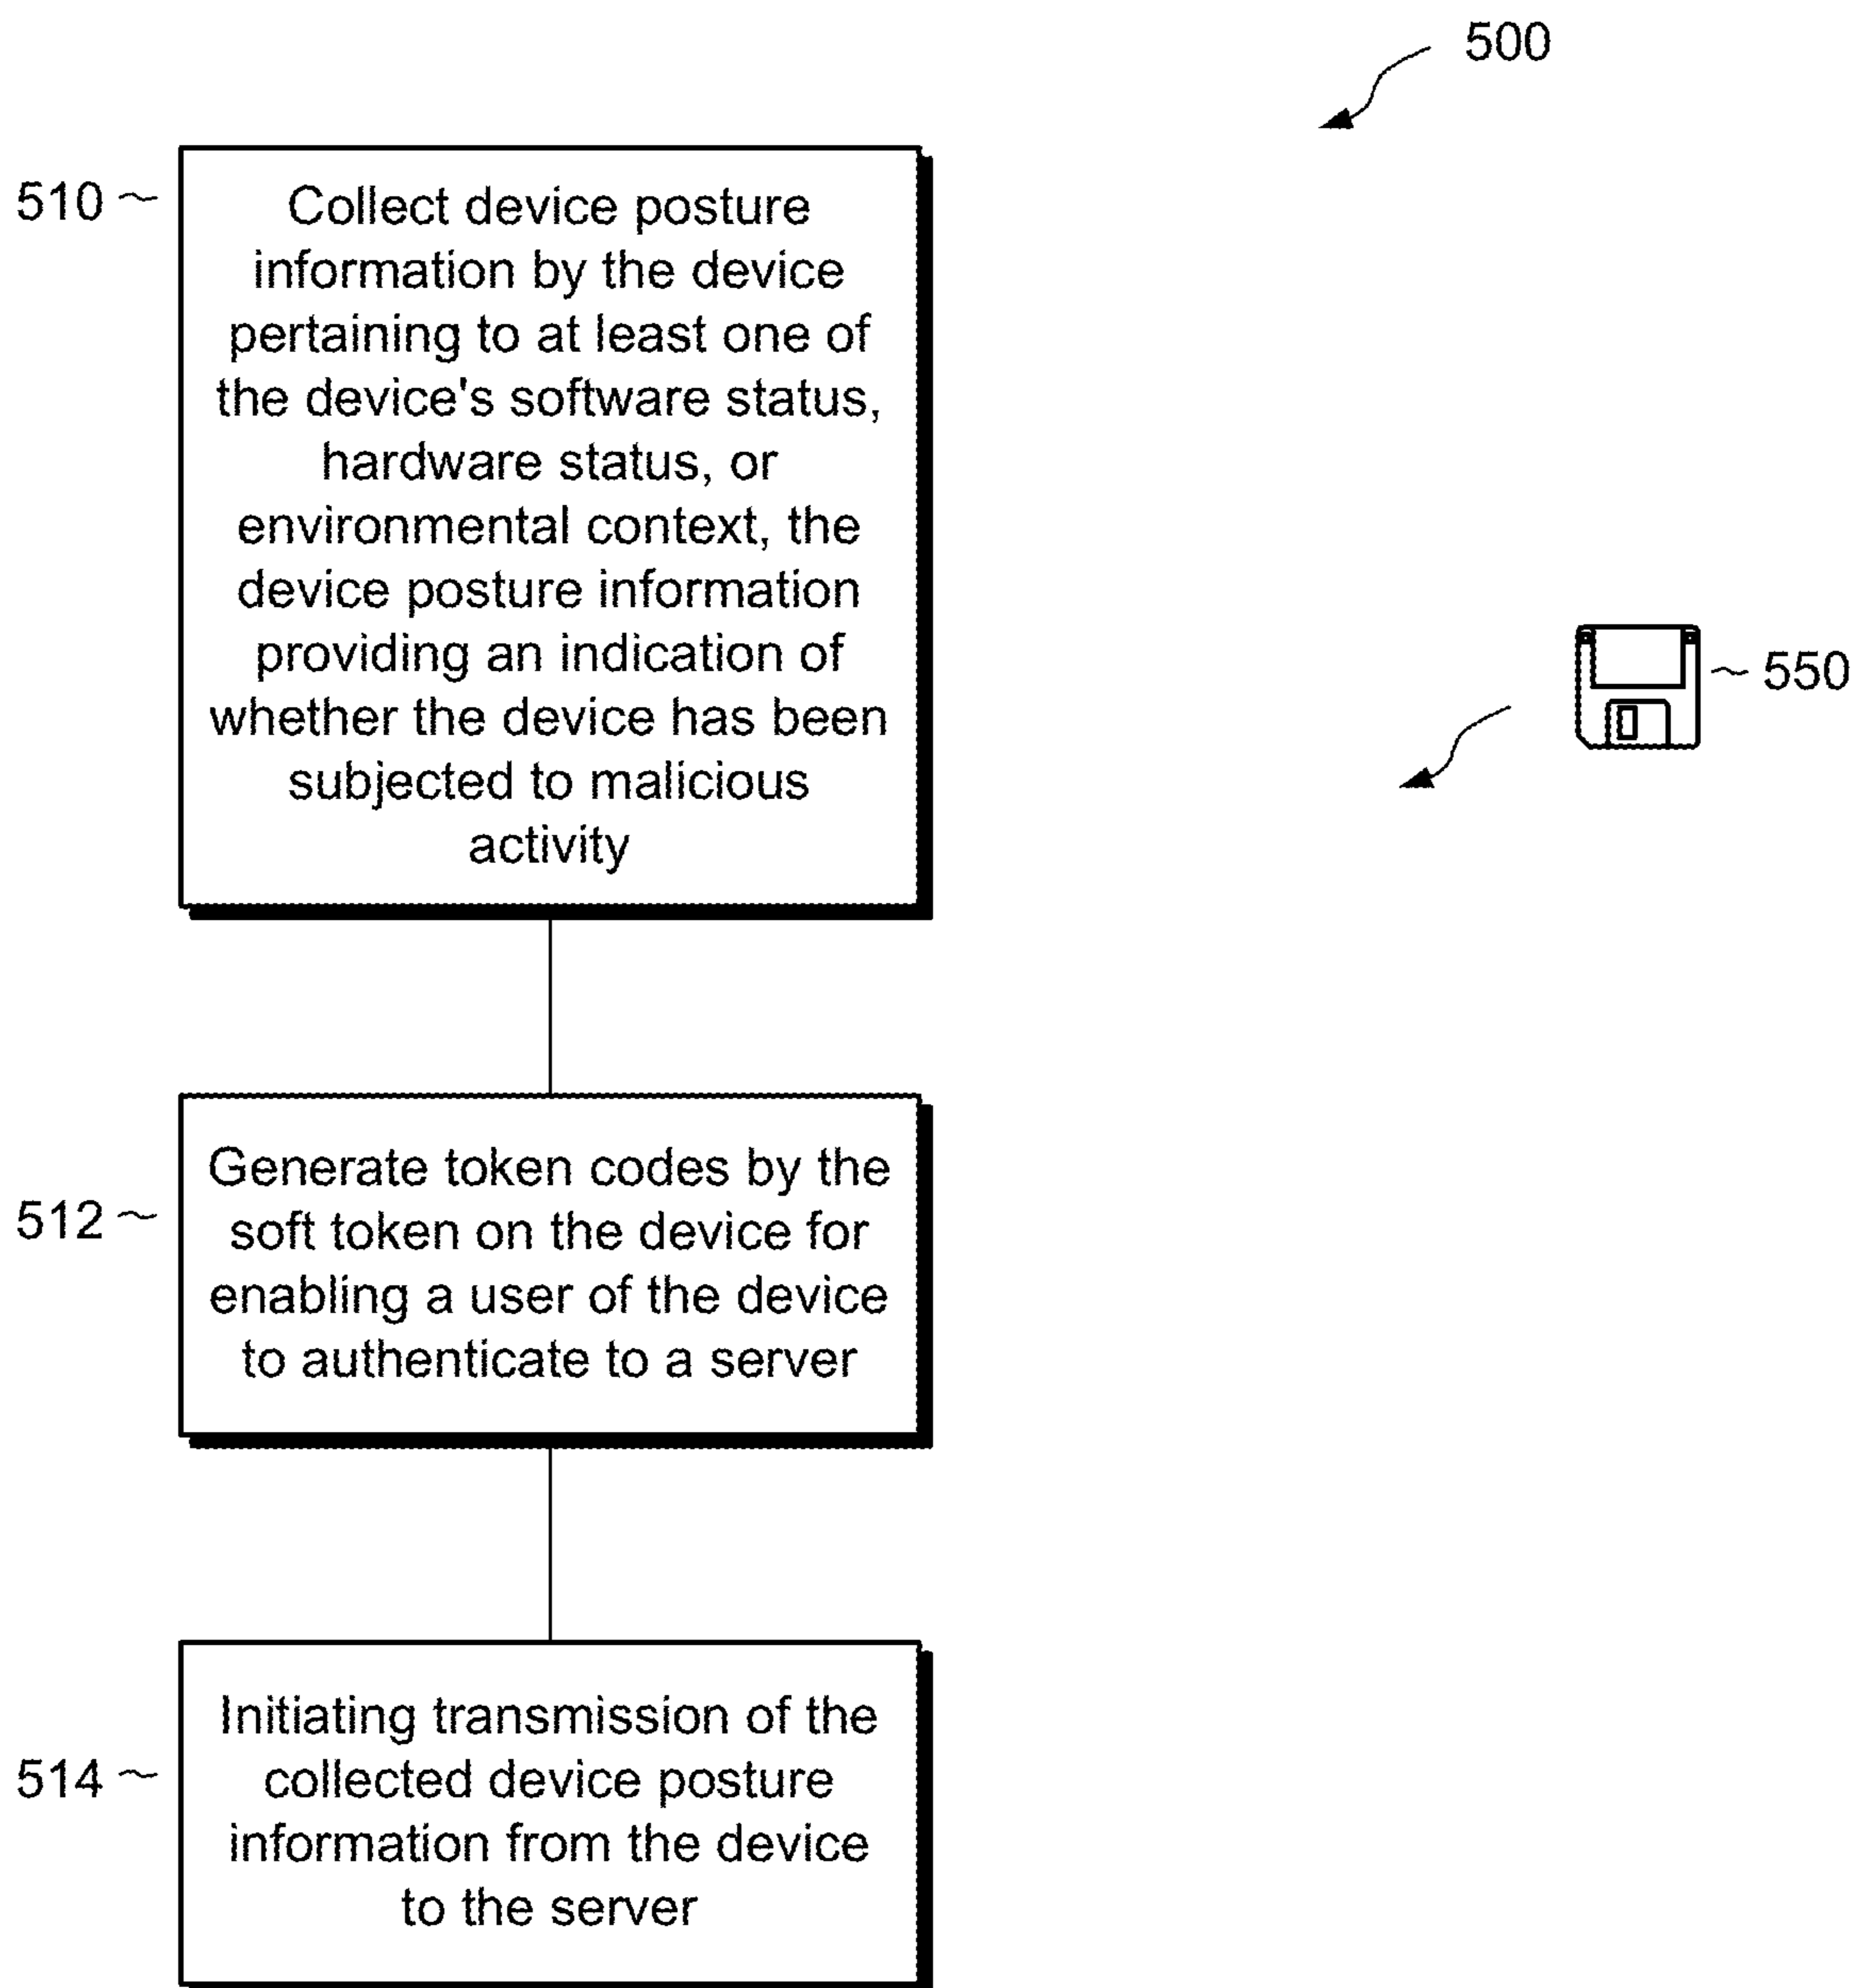 500
510
Collect device posture
information by the device
pertaining to at least one of
the device's software status,
hardware status, or
environmental context, the
device posture information
providing an indication of
whether the device has been
subjected to malicious
activity
550
512
Generate token codes by the
soft token on the device for
enabling a user of the device
to authenticate to a server
514
Initiating transmission of the
collected device posture
information from the device
to the server